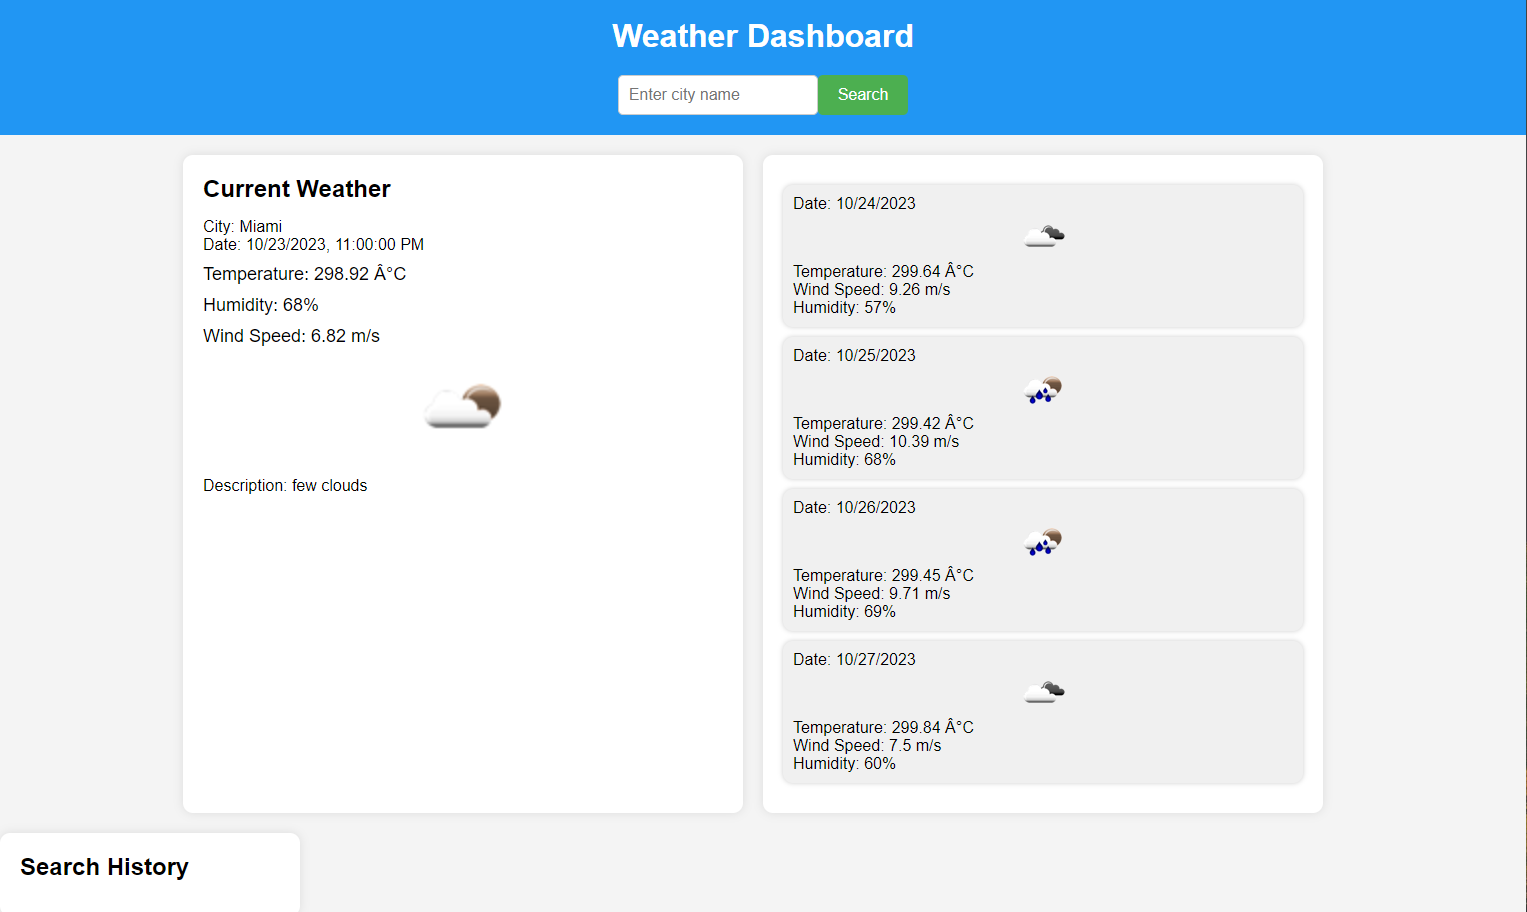 Weather Dashboard
Enter city name
Search
Current Weather
City: Miami
Date: 10/23/2023, 11:00:00 PM
Temperature: 298.92 Â°C
Humidity: 68%
Wind Speed: 6.82 m/s
Description: few clouds
Date: 10/24/2023
Temperature: 299.64 Â°C
Wind Speed: 9.26 m/s
Humidity: 57%
Date: 10/25/2023
Temperature: 299.42 Â°C
Wind Speed: 10.39 m/s
Humidity: 68%
Date: 10/26/2023
Temperature: 299.45 Â°C
Wind Speed: 9.71 m/s
Humidity: 69%
Date: 10/27/2023
Temperature: 299.84 Â°C
Wind Speed: 7.5 m/s
Humidity: 60%
Search History